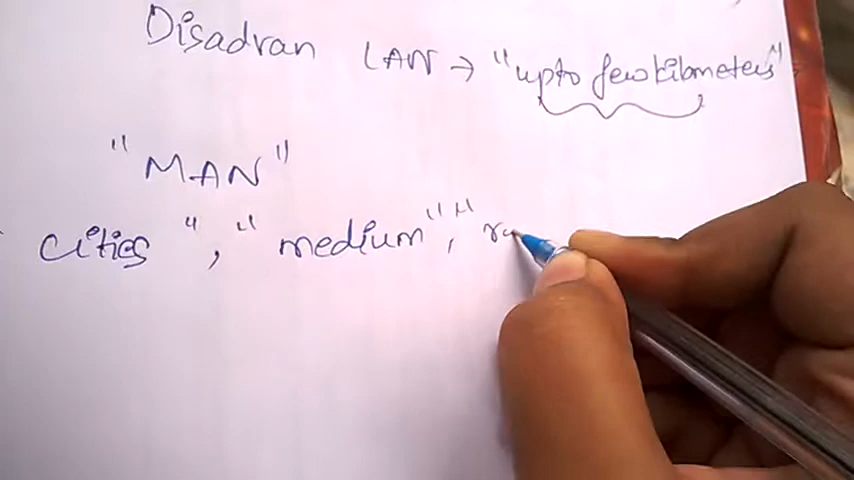 Disadvan LAN → "upto few kilometers"
"MAN"
cities ", " medium", "